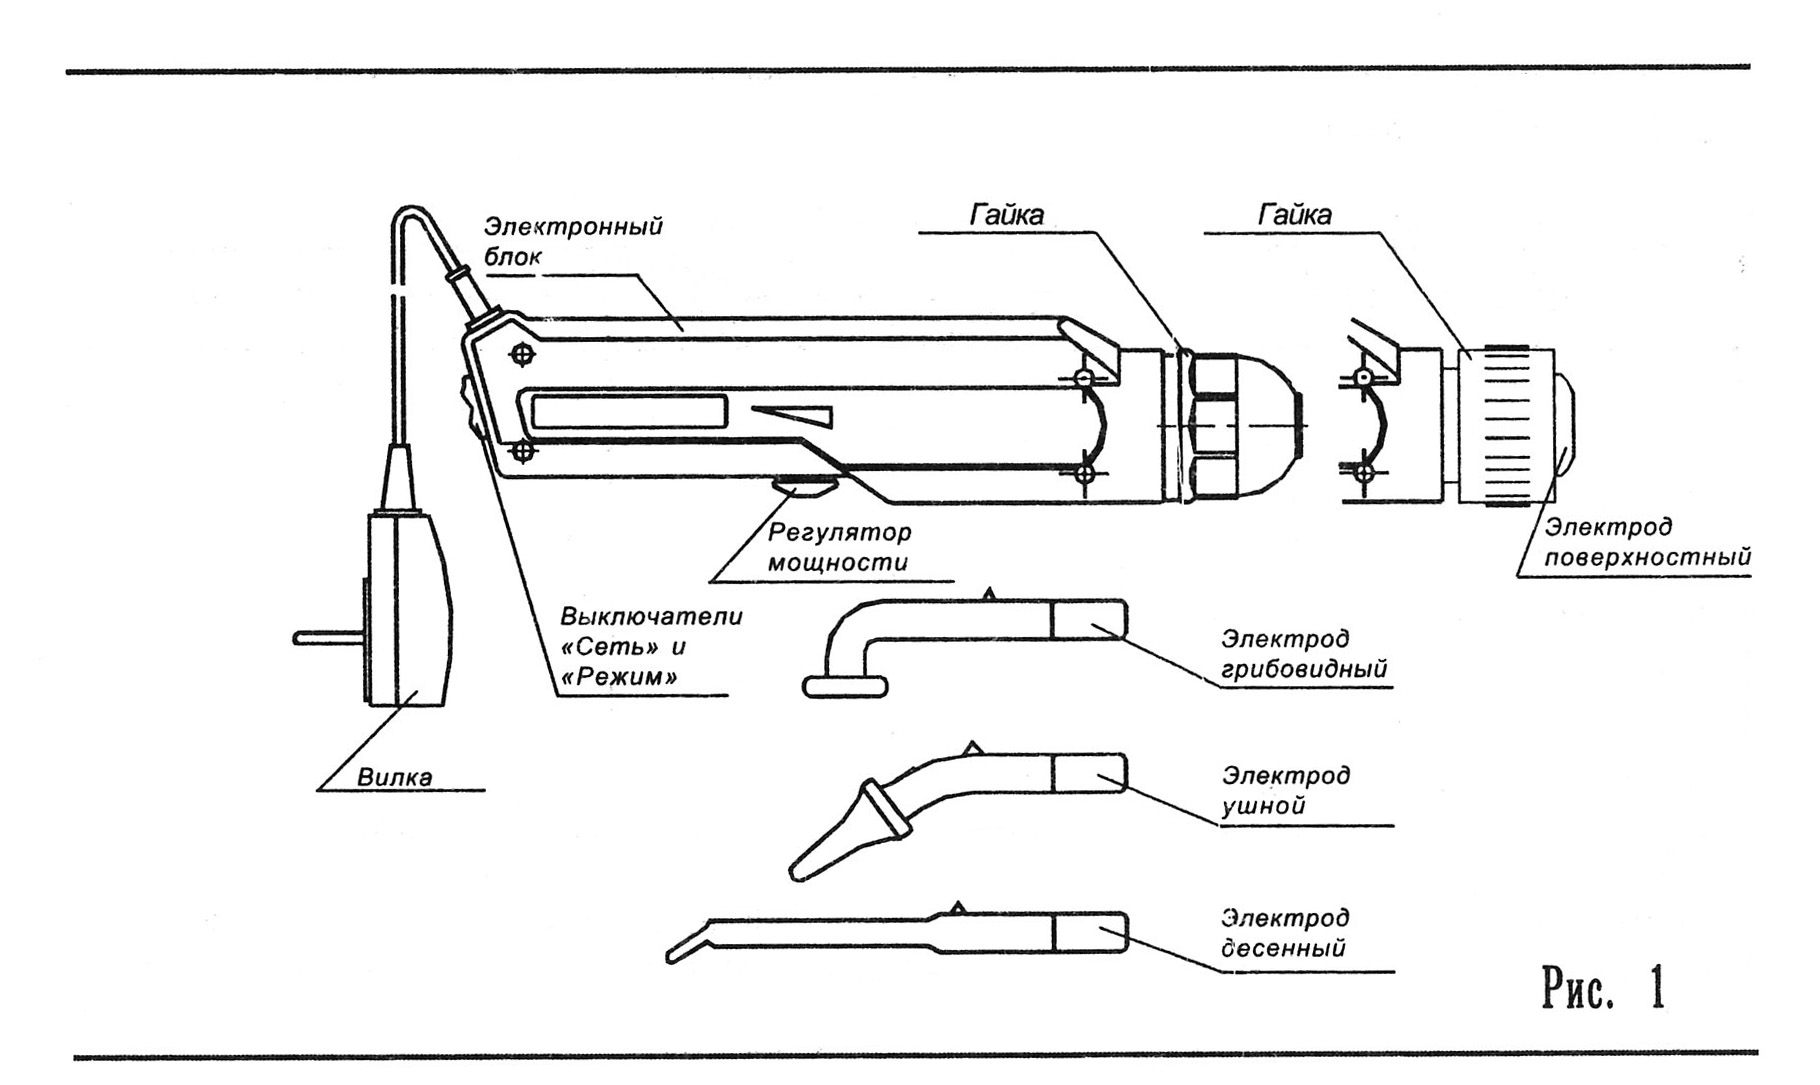 Электронный
блок
Гайка
Гайка
Регулятор
мощности
Электрод
поверхностный
Выключатели
«Сеть» и
«Режим»
Электрод
грибовидный
Вилка
Электрод
ушной
Электрод
десенный
Рис. 1